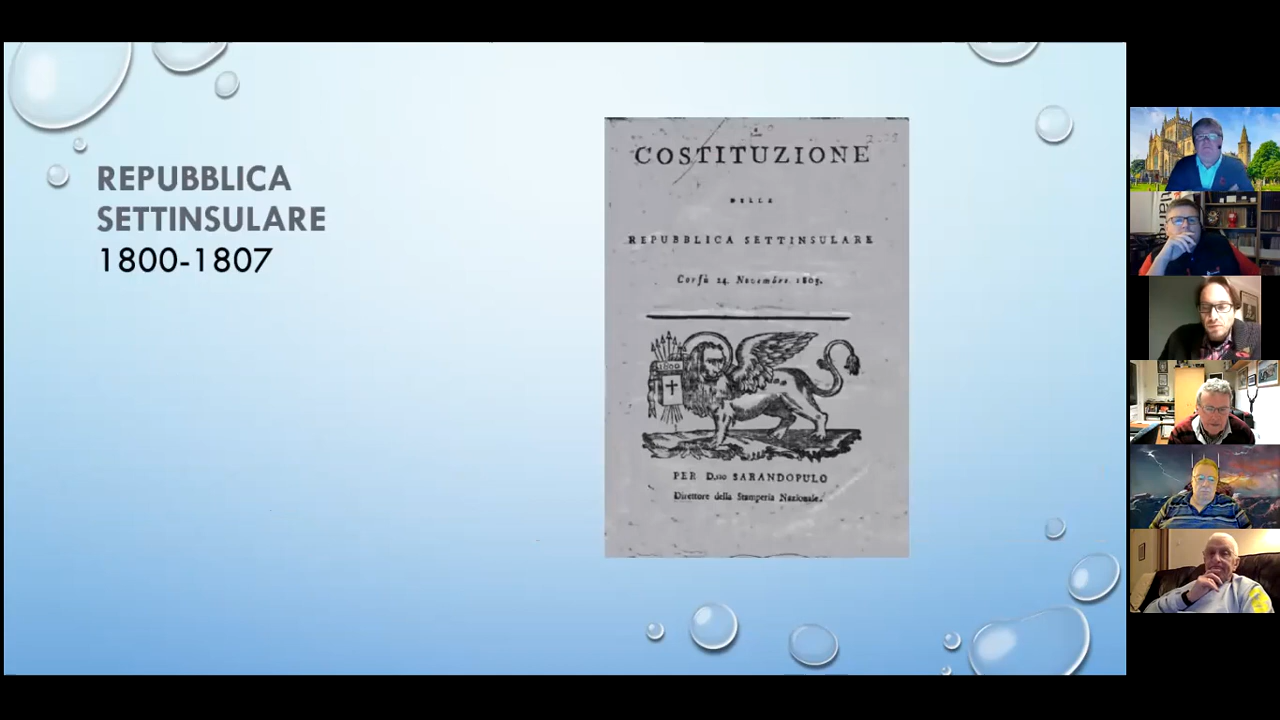 REPUBBLICA
SETTINSULARE
1800-1807
COSTITUZIONE
DELLA
REPUBBLICA SETTINSULARE
Corfù 24. Novembre. 1803.
1800
PER D.nio SARANDOPULO
Direttore della Stamperia Nazionale.